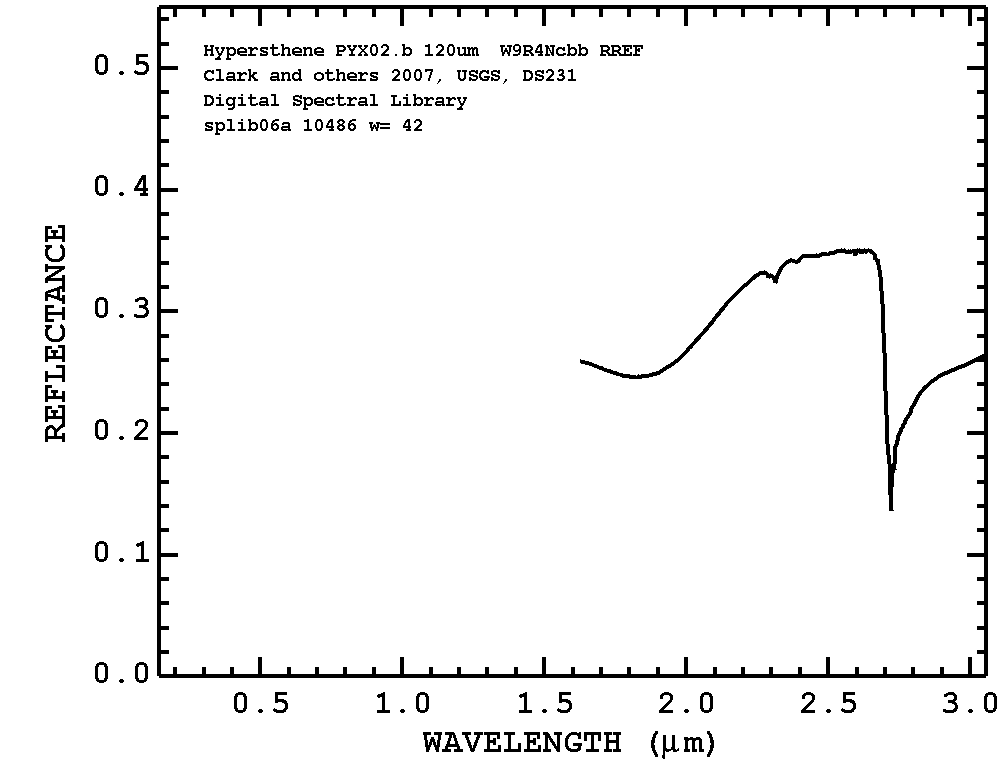 Hypersthene PYX02.b 120um W9R4Ncbb RREF
Clark and others 2007, USGS, DS231
Digital Spectral Library
splib06a 10486 w= 42
REFLECTANCE
0.5
0.4
0.3
0.2
0.1
0.0
0.5 1.0 1.5 2.0 2.5 3.0
WAVELENGTH (μm)